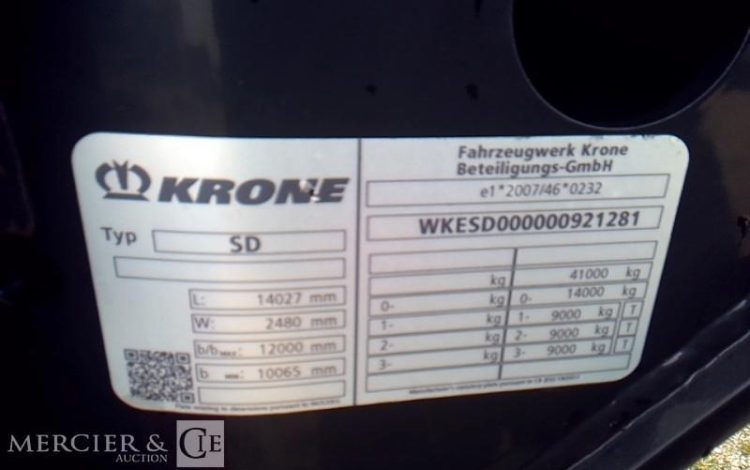 KRONE
Typ SD
L: 14027 mm
W: 2480 mm
b/b MAX: 12000 mm
b MIN: 10065 mm
Fahrzeugwerk Krone
Beteiligungs-GmbH
e1*2007/46*0232
WKESD000000921281
kg 41000 kg
0- kg 0- 14000 kg
1- kg 1- 9000 kg T
2- kg 2- 9000 kg T
3- kg 3- 9000 kg T
MERCIER & CIE
AUCTION